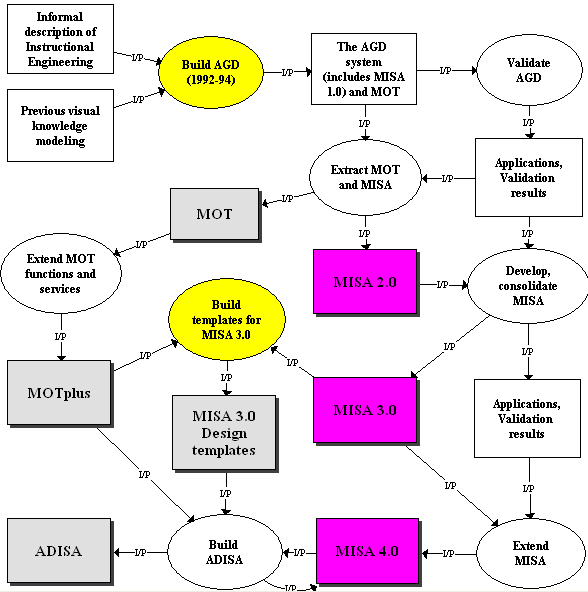 Informal
description of
Instructional
Engineering
I/P
Build AGD
(1992-94)
I/P
The AGD
system
(includes MISA
1.0) and MOT
I/P
Validate
AGD
Previous visual
knowledge
modeling
I/P
I/P
I/P
Extract MOT
and MISA
I/P
Applications,
Validation
results
MOT
I/P
I/P
I/P
I/P
Extend MOT
functions and
services
MISA 2.0
I/P
Develop,
consolidate
MISA
Build
templates for
MISA 3.0
I/P
I/P
I/P
I/P
I/P
I/P
MOTplus
MISA 3.0
Design
templates
MISA 3.0
Applications,
Validation
results
I/P
I/P
I/P
I/P
ADISA
I/P
Build
ADISA
I/P
MISA 4.0
I/P
Extend
MISA
I/P